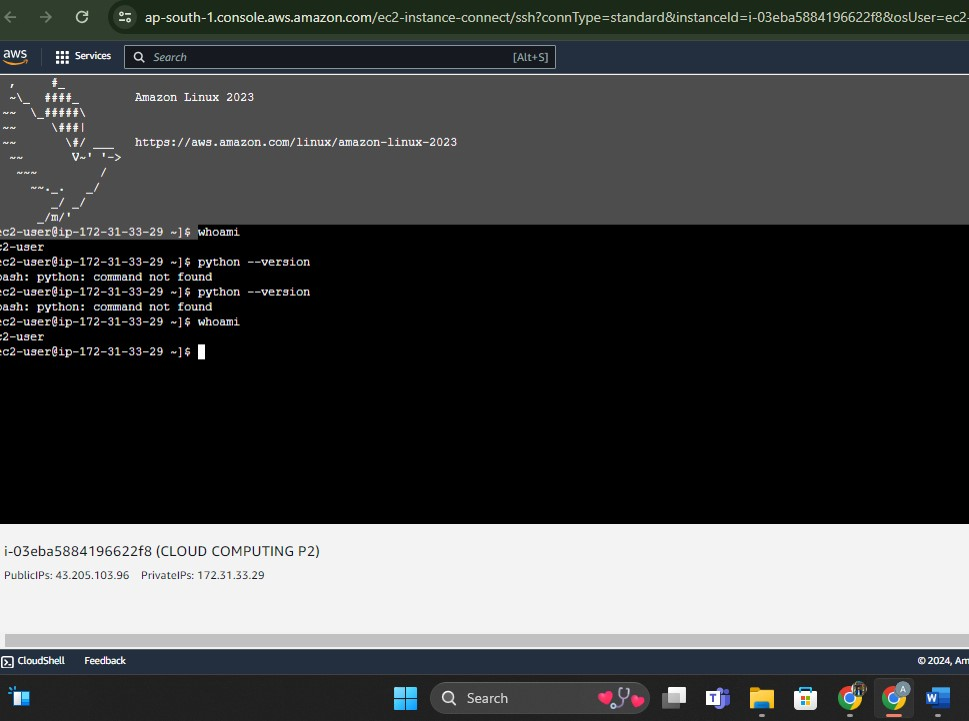 ap-south-1.console.aws.amazon.com/ec2-instance-connect/ssh?connType=standard&instanceId=i-03eba5884196622f8&osUser=ec2-
aws Services Search [Alt+S]
,     #_
~\_  ####_        Amazon Linux 2023
~~  \_#####\
~~     \###|
~~       \#/ ___   https://aws.amazon.com/linux/amazon-linux-2023
~~       V~' '->
~~~         /
~~._.   _/
_/ _/
_/m/'
ec2-user@ip-172-31-33-29 ~]$ whoami
c2-user
ec2-user@ip-172-31-33-29 ~]$ python --version
bash: python: command not found
ec2-user@ip-172-31-33-29 ~]$ python --version
bash: python: command not found
ec2-user@ip-172-31-33-29 ~]$ whoami
c2-user
ec2-user@ip-172-31-33-29 ~]$
i-03eba5884196622f8 (CLOUD COMPUTING P2)
PublicIPs: 43.205.103.96 PrivateIPs: 172.31.33.29
CloudShell Feedback © 2024, Am
Search